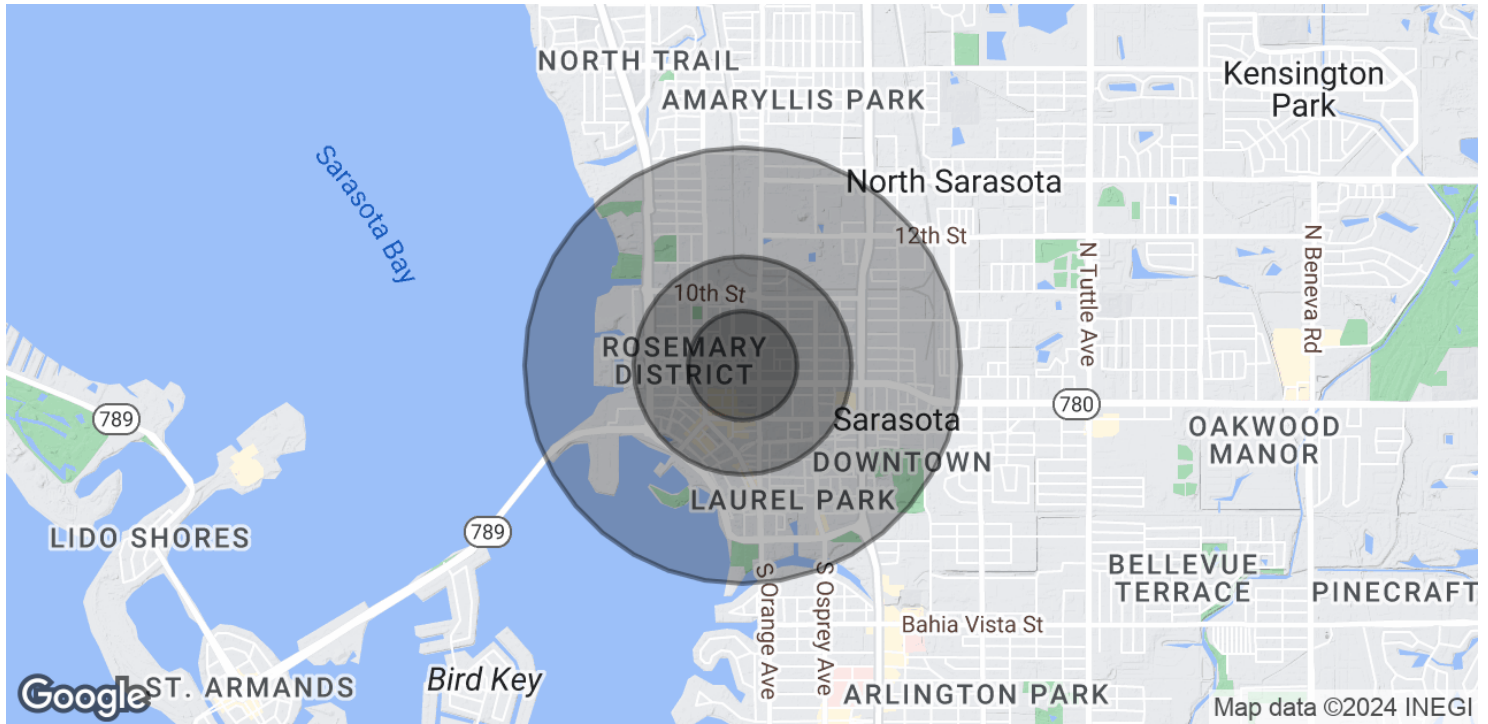 NORTH TRAIL
AMARYLLIS PARK
Kensington
Park
Sarasota Bay
North Sarasota
12th St
N Tuttle Ave
N Beneva Rd
10th St
ROSEMARY
DISTRICT
789
780
Sarasota
DOWNTOWN
OAKWOOD
MANOR
LAUREL PARK
LIDO SHORES
789
BELLEVUE
TERRACE
PINECRAFT
S Orange Ave
S Osprey Ave
Bahia Vista St
Bird Key
ST. ARMANDS
ARLINGTON PARK
Google
Map data ©2024 INEGI